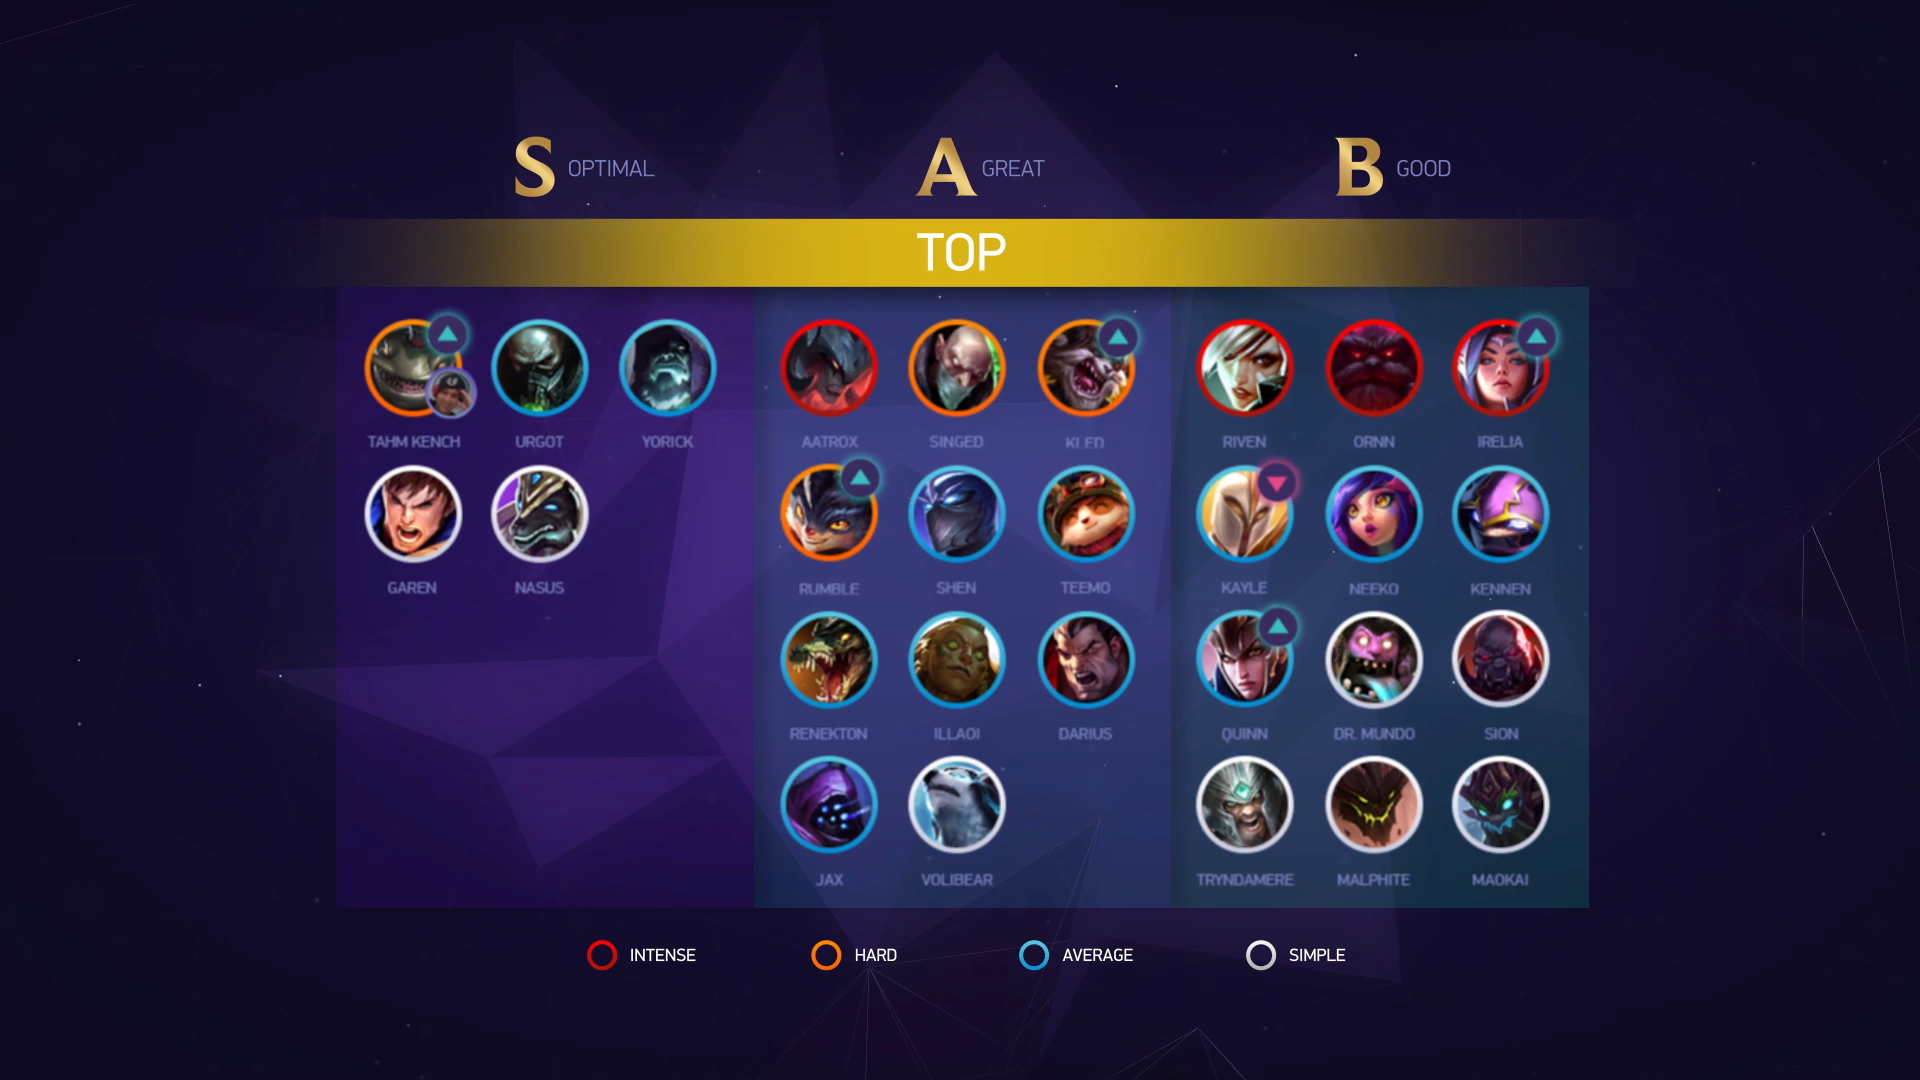 S OPTIMAL A GREAT B GOOD
TOP
TAHM KENCH URGOT YORICK AATROX SINGED KLED RIVEN ORNN IRELIA
GAREN NASUS RUMBLE SHEN TEEMO KAYLE NEEKO KENNEN
RENEKTON ILLAOI DARIUS QUINN DR. MUNDO SION
JAX VOLIBEAR TRYNDAMERE MALPHITE MAOKAI
INTENSE HARD AVERAGE SIMPLE